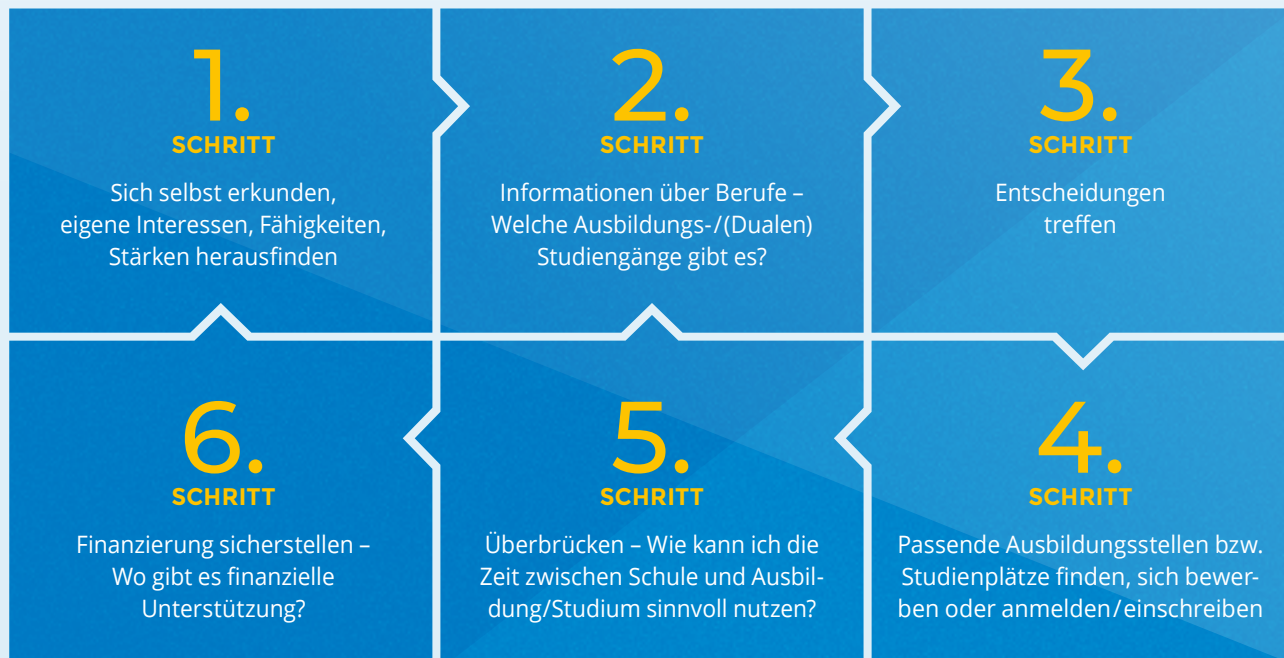 1.
SCHRITT
Sich selbst erkunden,
eigene Interessen, Fähigkeiten,
Stärken herausfinden
2.
SCHRITT
Informationen über Berufe –
Welche Ausbildungs-/(Dualen)
Studiengänge gibt es?
3.
SCHRITT
Entscheidungen
treffen
4.
SCHRITT
Passende Ausbildungsstellen bzw.
Studienplätze finden, sich bewer-
ben oder anmelden/einschreiben
5.
SCHRITT
Überbrücken – Wie kann ich die
Zeit zwischen Schule und Ausbil-
dung/Studium sinnvoll nutzen?
6.
SCHRITT
Finanzierung sicherstellen –
Wo gibt es finanzielle
Unterstützung?